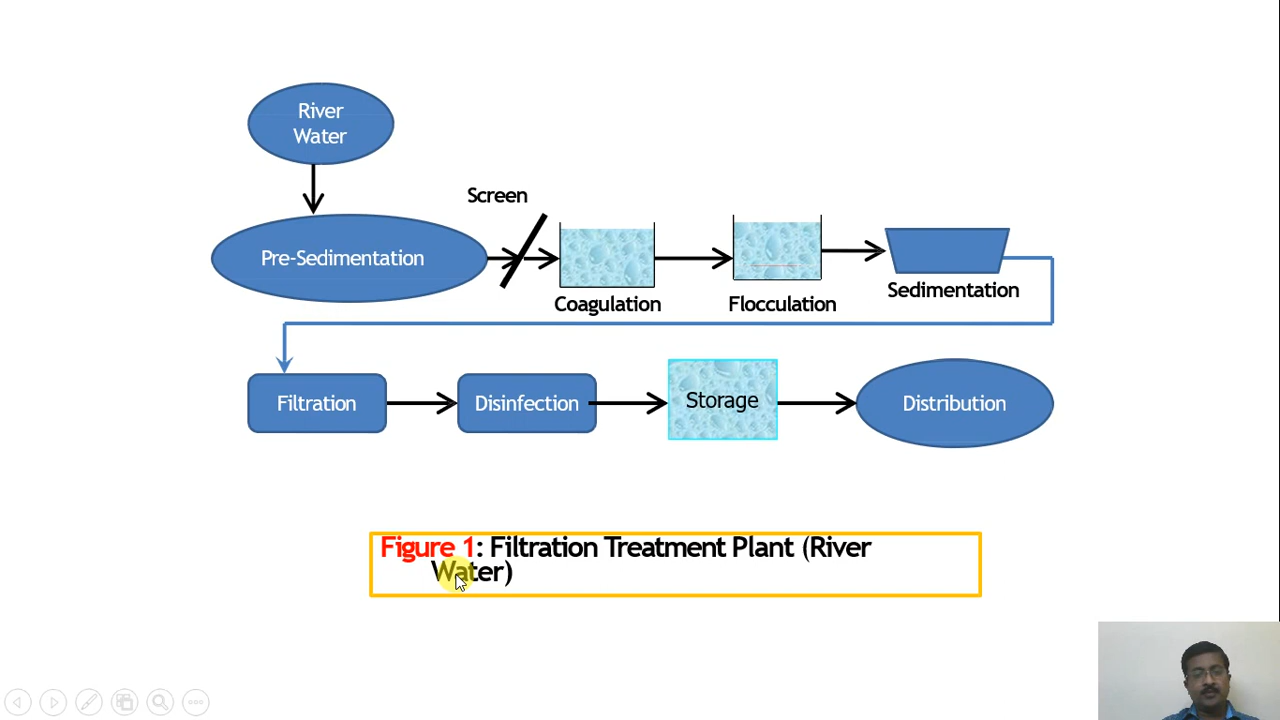 River
Water
Screen
Pre-Sedimentation
Coagulation
Flocculation
Sedimentation
Filtration
Disinfection
Storage
Distribution
Figure 1: Filtration Treatment Plant (River
Water)